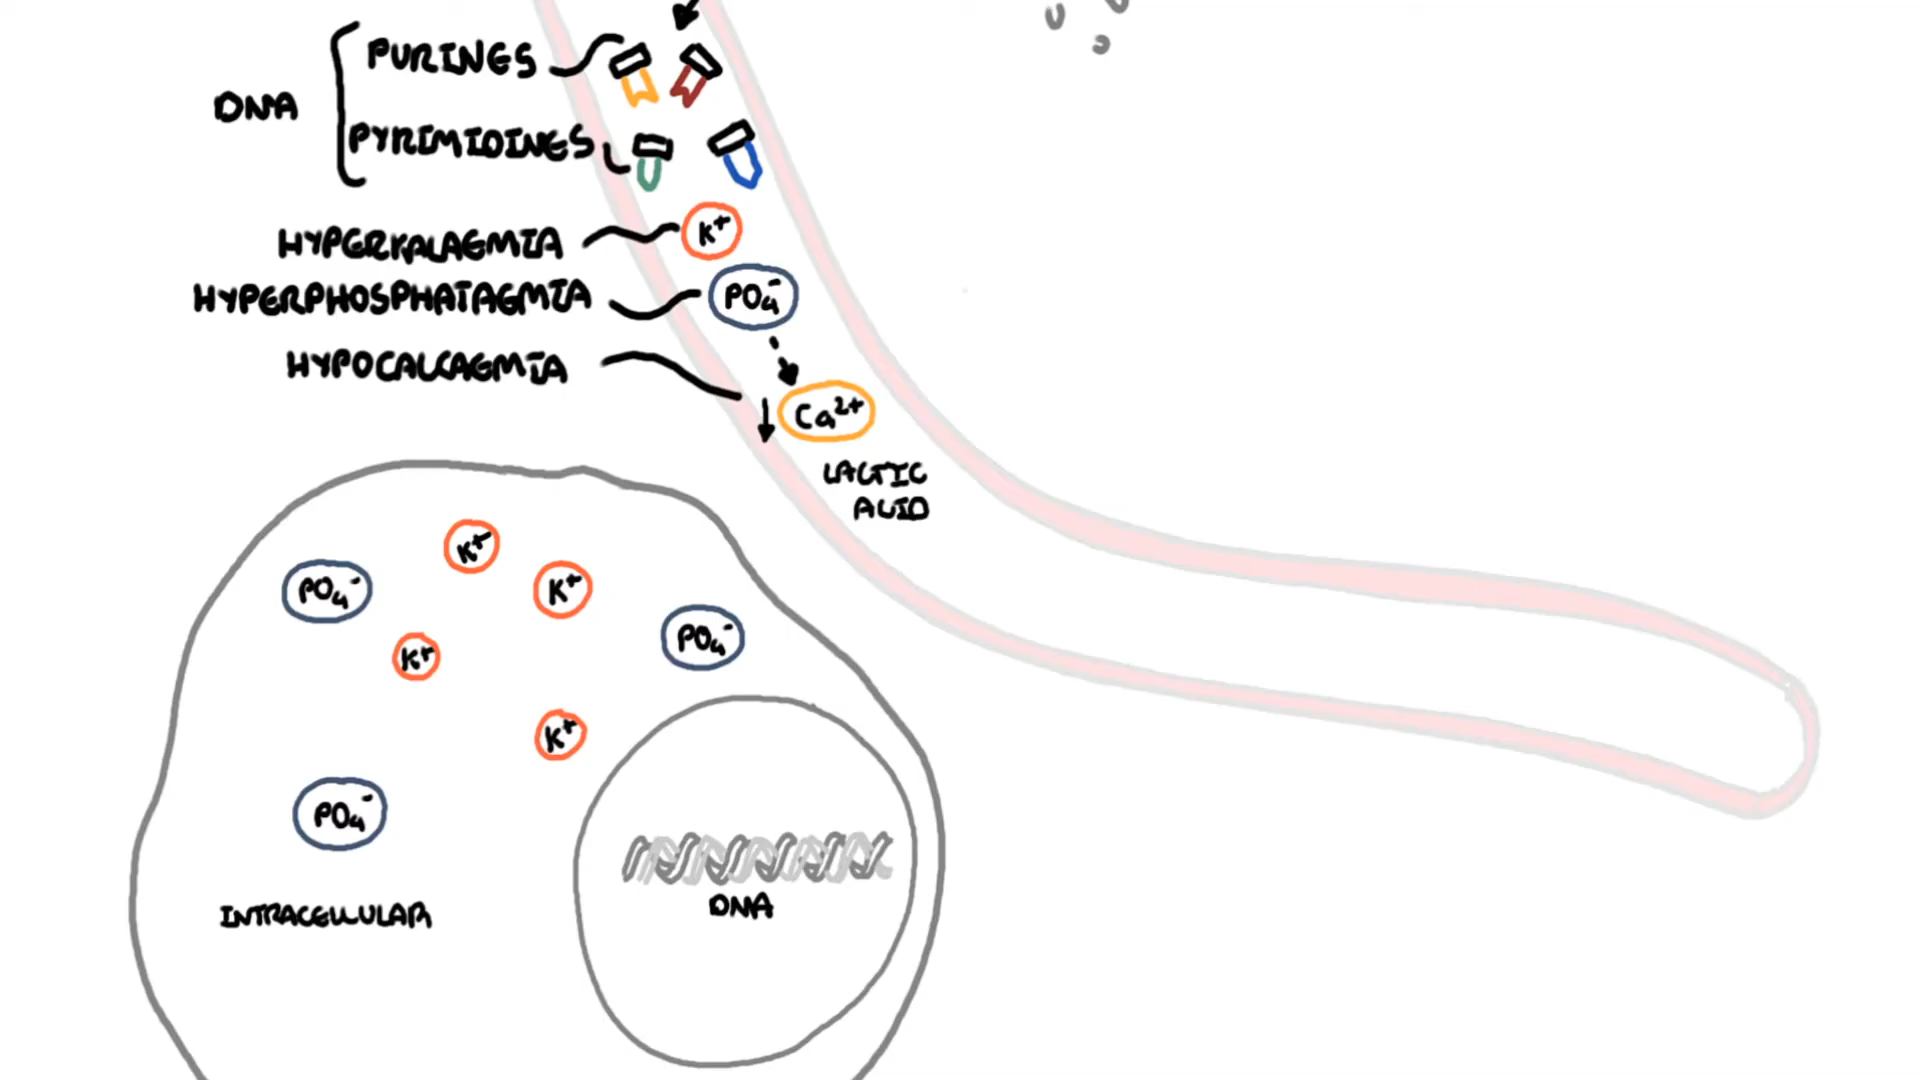 PURINES
DNA
PYRIMIDINES
K+
HYPERKALAEMIA
HYPERPHOSPHATAEMIA
PO4-
HYPOCALCAEMIA
Ca2+
LACTIC
ACID
K+
PO4-
K+
PO4-
K+
K+
PO4-
INTRACELLULAR
DNA